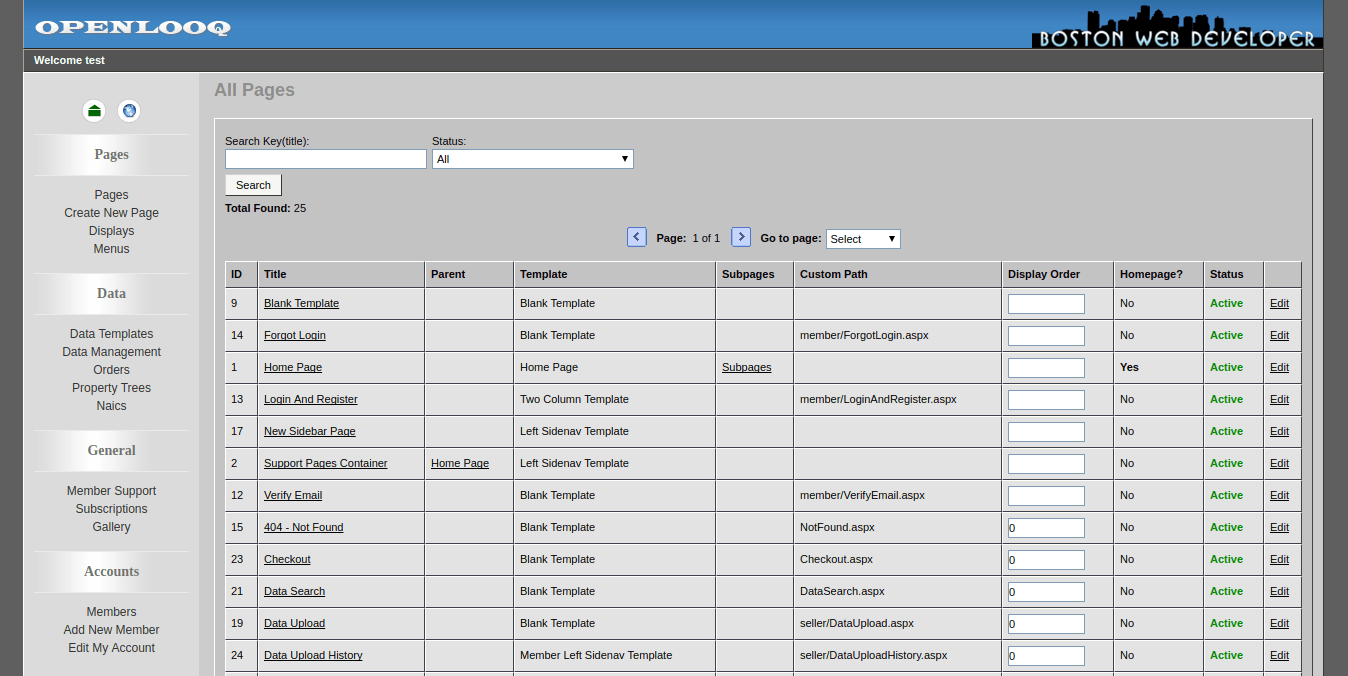 OPENLOOQ
BOSTON WEB DEVELOPER
Welcome test
All Pages
Pages
Pages
Create New Page
Displays
Menus
Data
Data Templates
Data Management
Orders
Property Trees
Naics
General
Member Support
Subscriptions
Gallery
Accounts
Members
Add New Member
Edit My Account
Search Key(title): Status:
All
Search
Total Found: 25
Page: 1 of 1 Go to page: Select
ID Title Parent Template Subpages Custom Path Display Order Homepage? Status
9 Blank Template Blank Template No Active Edit
14 Forgot Login Blank Template member/ForgotLogin.aspx No Active Edit
1 Home Page Home Page Subpages Yes Active Edit
13 Login And Register Two Column Template member/LoginAndRegister.aspx No Active Edit
17 New Sidebar Page Left Sidenav Template No Active Edit
2 Support Pages Container Home Page Left Sidenav Template No Active Edit
12 Verify Email Blank Template member/VerifyEmail.aspx No Active Edit
15 404 - Not Found Blank Template NotFound.aspx 0 No Active Edit
23 Checkout Blank Template Checkout.aspx 0 No Active Edit
21 Data Search Blank Template DataSearch.aspx 0 No Active Edit
19 Data Upload Blank Template seller/DataUpload.aspx 0 No Active Edit
24 Data Upload History Member Left Sidenav Template seller/DataUploadHistory.aspx 0 No Active Edit